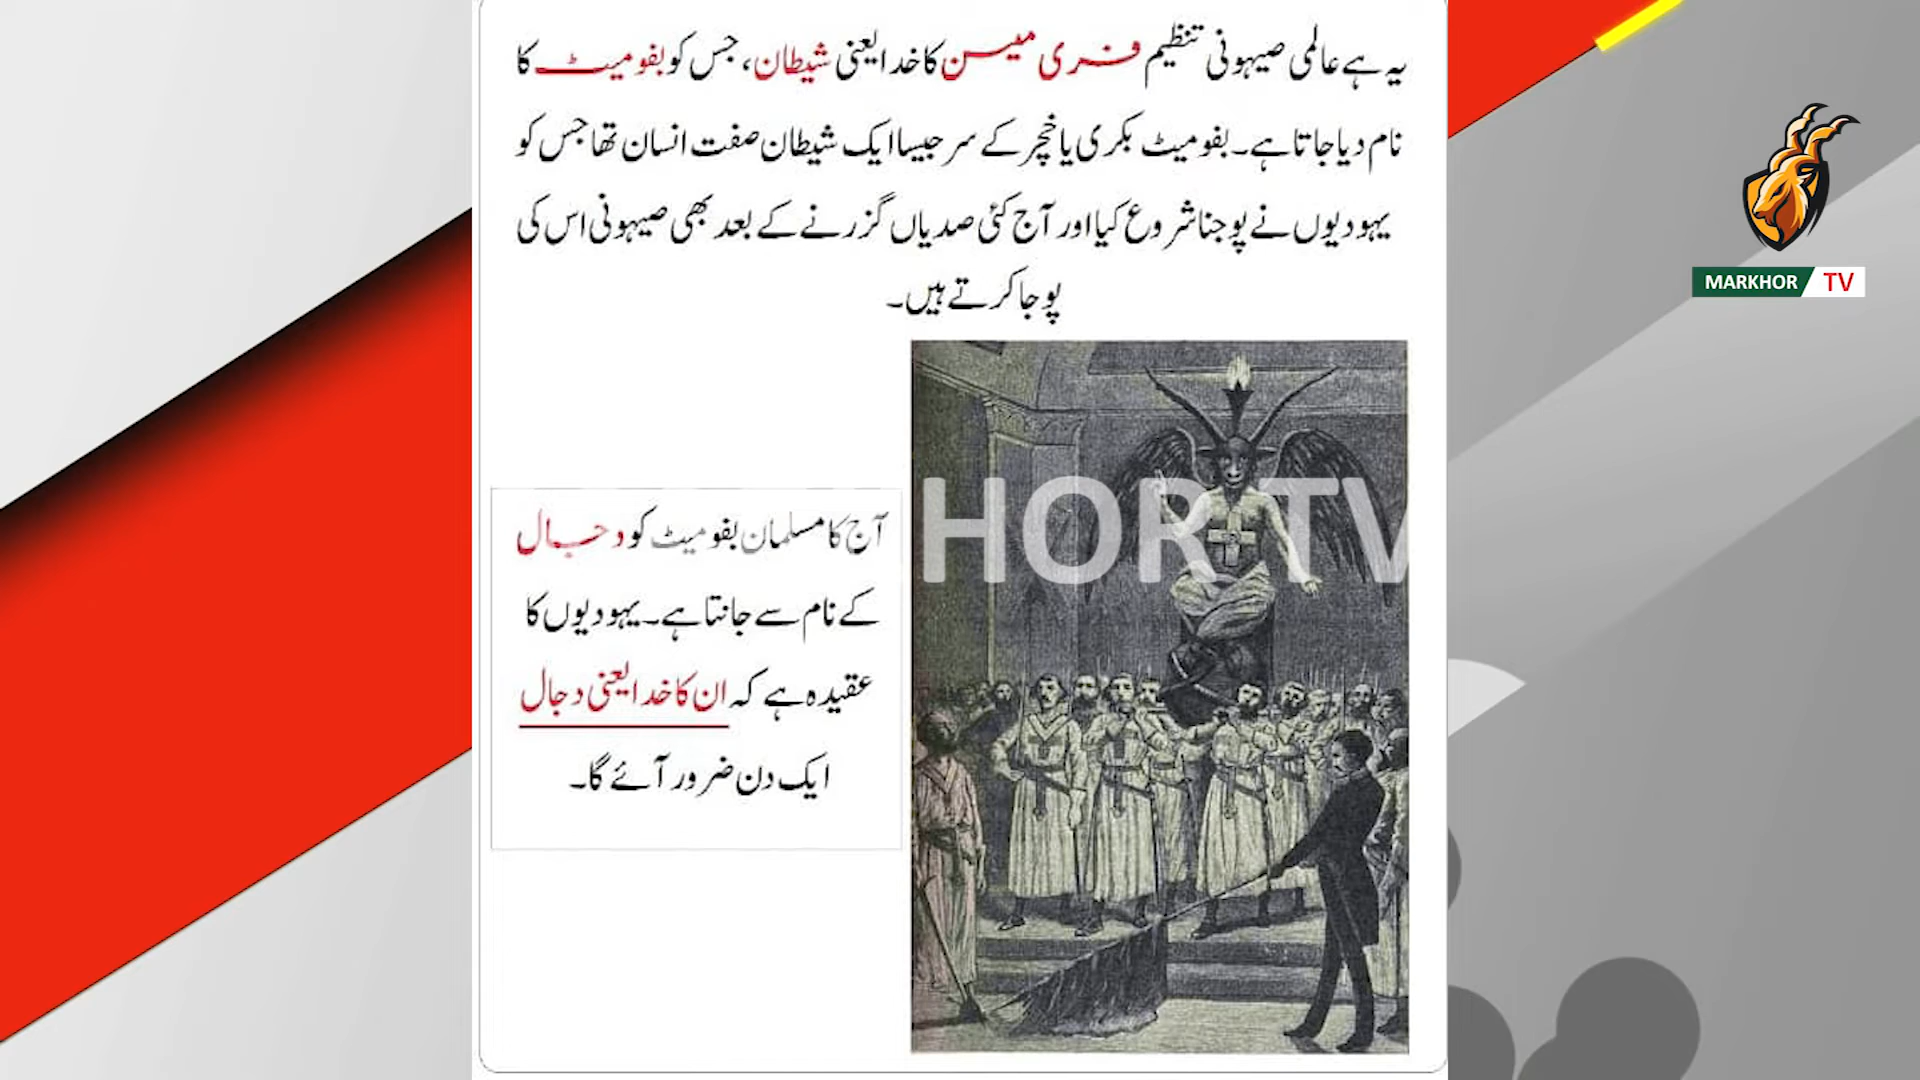 یہ ہے عالمی صیہونی تنظیم فری میسن کا خدا یعنی شیطان، جس کو بفومیٹ کا
نام دیا جاتا ہے۔ بفومیٹ بکری یا خچر کے سر جیسا ایک شیطان صفت انسان تھا جس کو
یہودیوں نے پوجنا شروع کیا اور آج کئی صدیاں گزرنے کے بعد بھی صیہونی اس کی
پوجا کرتے ہیں۔
آج کا مسلمان بفومیٹ کو دجال
کے نام سے جانتا ہے۔ یہودیوں کا
عقیدہ ہے کہ ان کا خدا یعنی دجال
ایک دن ضرور آئے گا۔
HOR TV
MARKHOR TV